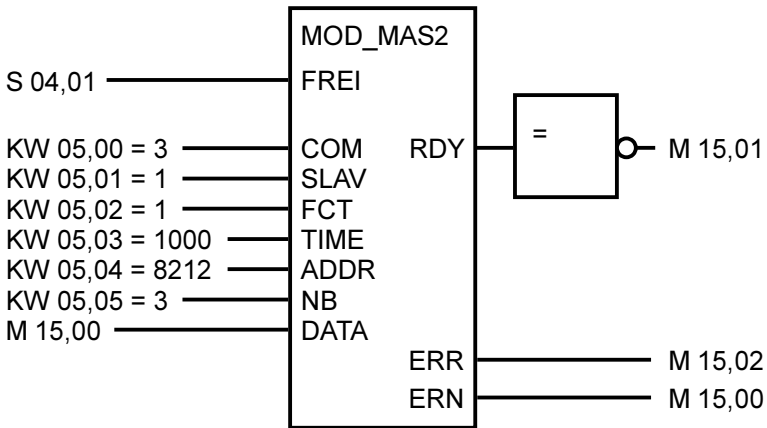 MOD_MAS2
S 04,01 FREI
KW 05,00 = 3 COM RDY = M 15,01
KW 05,01 = 1 SLAV
KW 05,02 = 1 FCT
KW 05,03 = 1000 TIME
KW 05,04 = 8212 ADDR
KW 05,05 = 3 NB
M 15,00 DATA
ERR M 15,02
ERN M 15,00